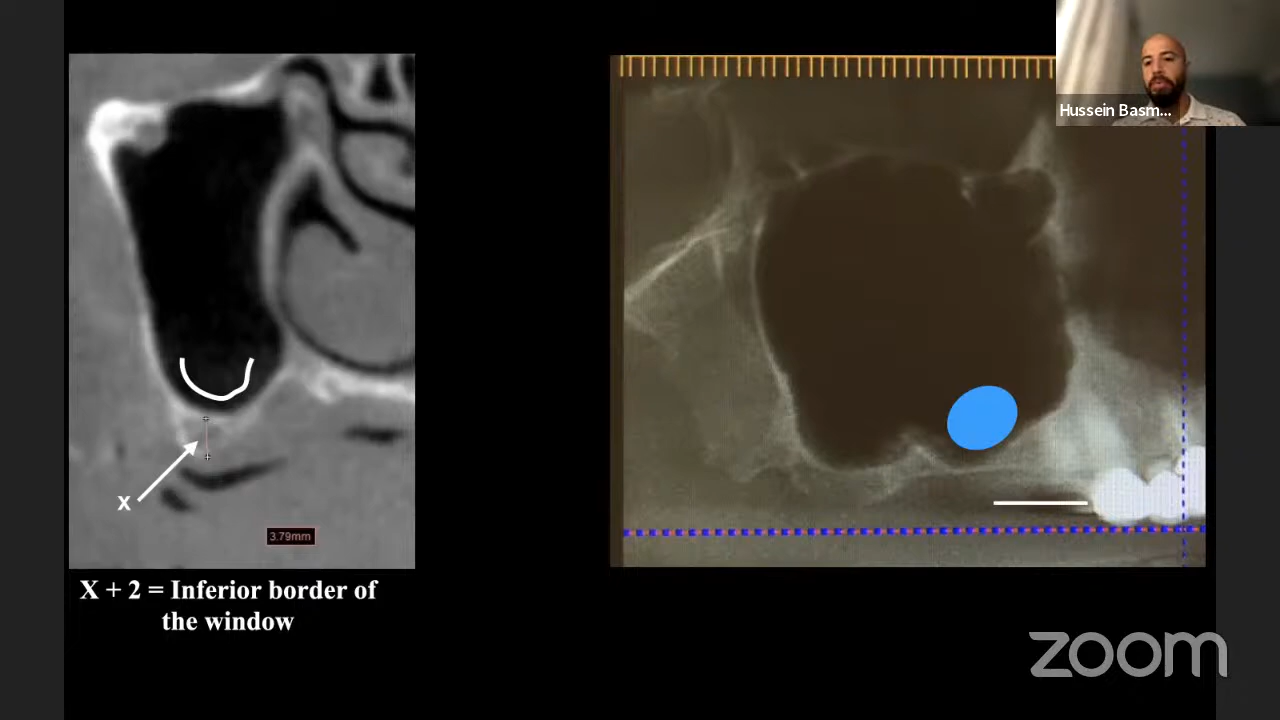 Hussein Basm...
X
3.79mm
X + 2 = Inferior border of
the window
zoom